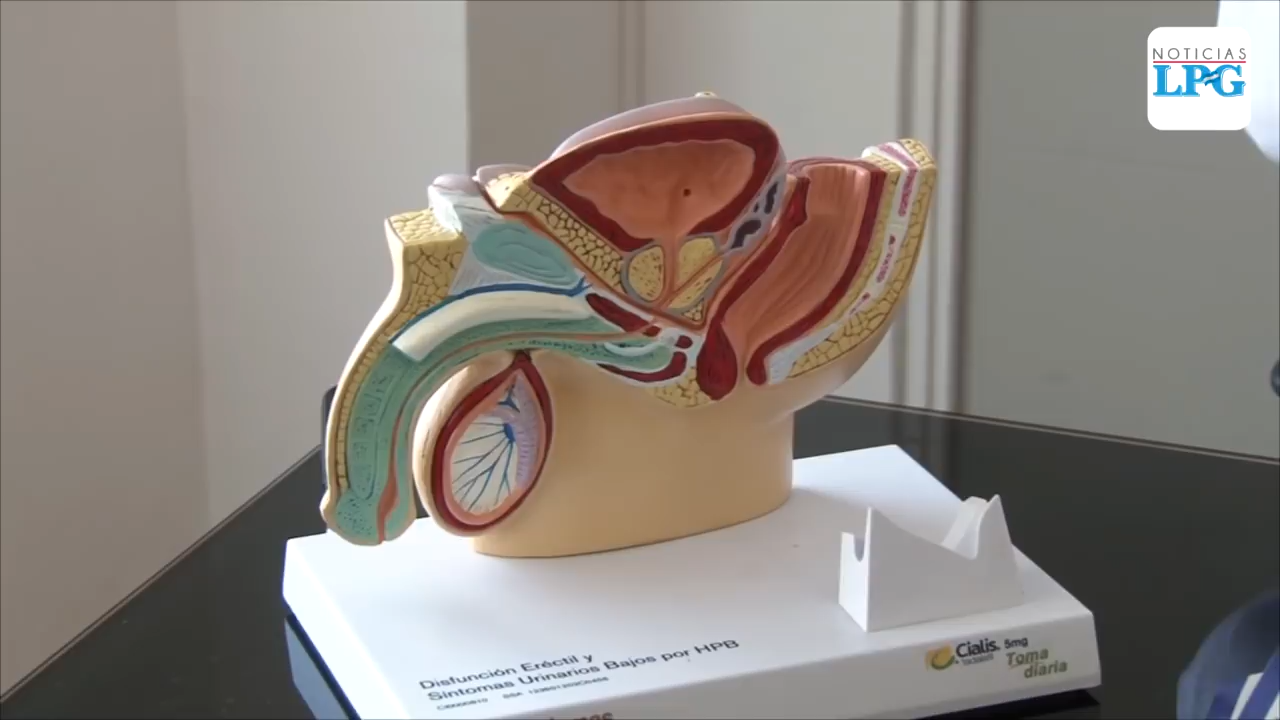 NOTICIAS
LPG
Disfunción Eréctil y
Síntomas Urinarios Bajos por HPB
Cialis. 5mg
Toma
diaria